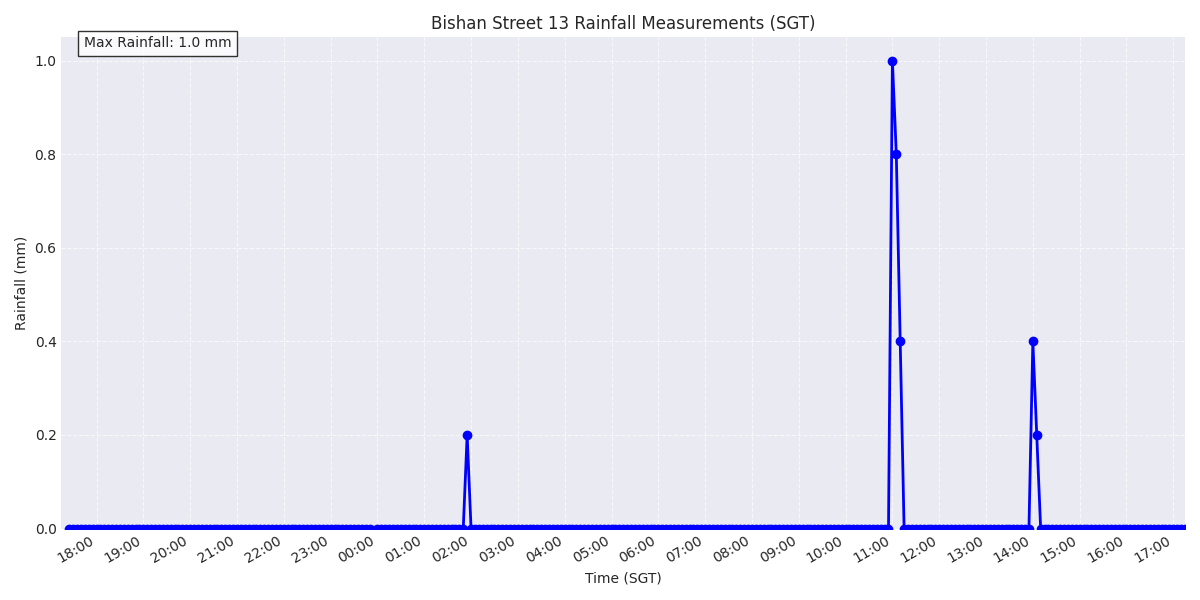 Bishan Street 13 Rainfall Measurements (SGT)
Max Rainfall: 1.0 mm
1.0
0.8
0.6
0.4
0.2
0.0
Rainfall (mm)
18:00 19:00 20:00 21:00 22:00 23:00 00:00 01:00 02:00 03:00 04:00 05:00 06:00 07:00 08:00 09:00 10:00 11:00 12:00 13:00 14:00 15:00 16:00 17:00
Time (SGT)